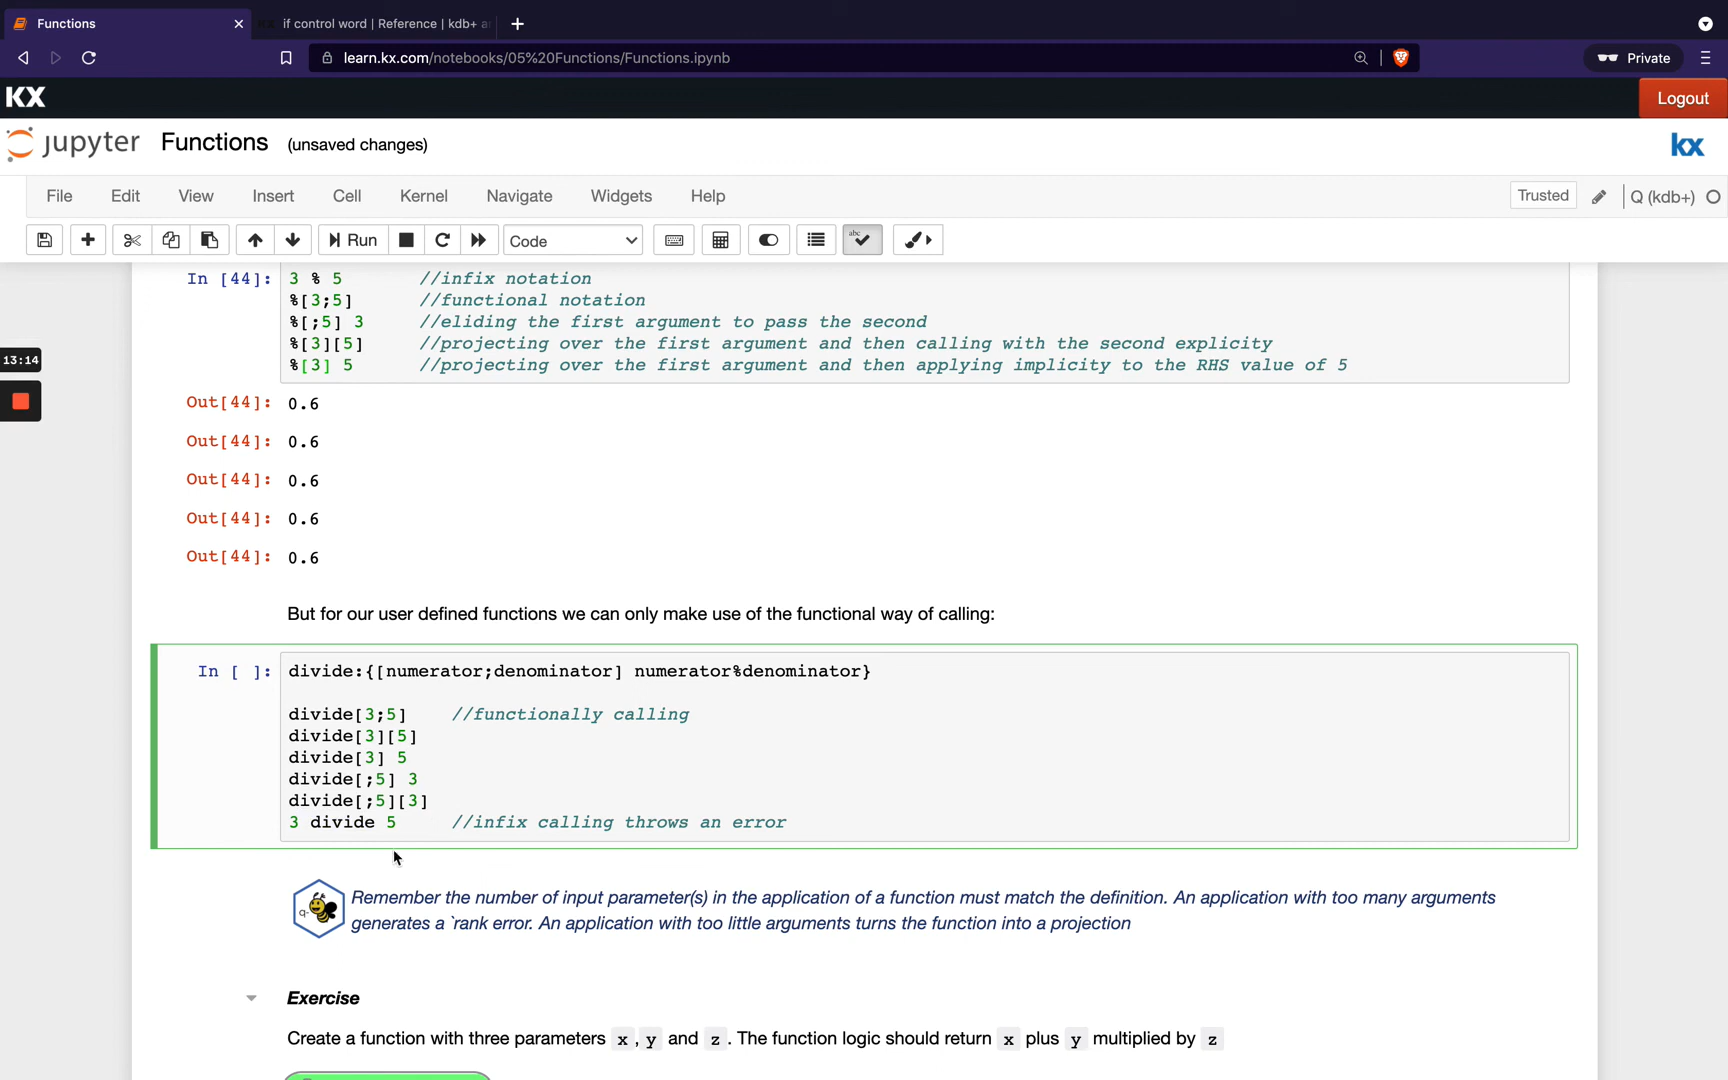 Functions
if control word | Reference | kdb+ a
learn.kx.com/notebooks/05%20Functions/Functions.ipynb
Private
KX
Logout
jupyter Functions (unsaved changes)
kx
File Edit View Insert Cell Kernel Navigate Widgets Help
Trusted Q (kdb+)
Run Code abc
In [44]: 3 % 5 //infix notation
%[3;5] //functional notation
%[;5] 3 //eliding the first argument to pass the second
%[3][5] //projecting over the first argument and then calling with the second explicity
%[3] 5 //projecting over the first argument and then applying implicity to the RHS value of 5
13:14
Out[44]: 0.6
Out[44]: 0.6
Out[44]: 0.6
Out[44]: 0.6
Out[44]: 0.6
But for our user defined functions we can only make use of the functional way of calling:
In [ ]: divide:{[numerator;denominator] numerator%denominator}
divide[3;5] //functionally calling
divide[3][5]
divide[3] 5
divide[;5] 3
divide[;5][3]
3 divide 5 //infix calling throws an error
q-
Remember the number of input parameter(s) in the application of a function must match the definition. An application with too many arguments
generates a `rank error. An application with too little arguments turns the function into a projection
Exercise
Create a function with three parameters x , y and z . The function logic should return x plus y multiplied by z